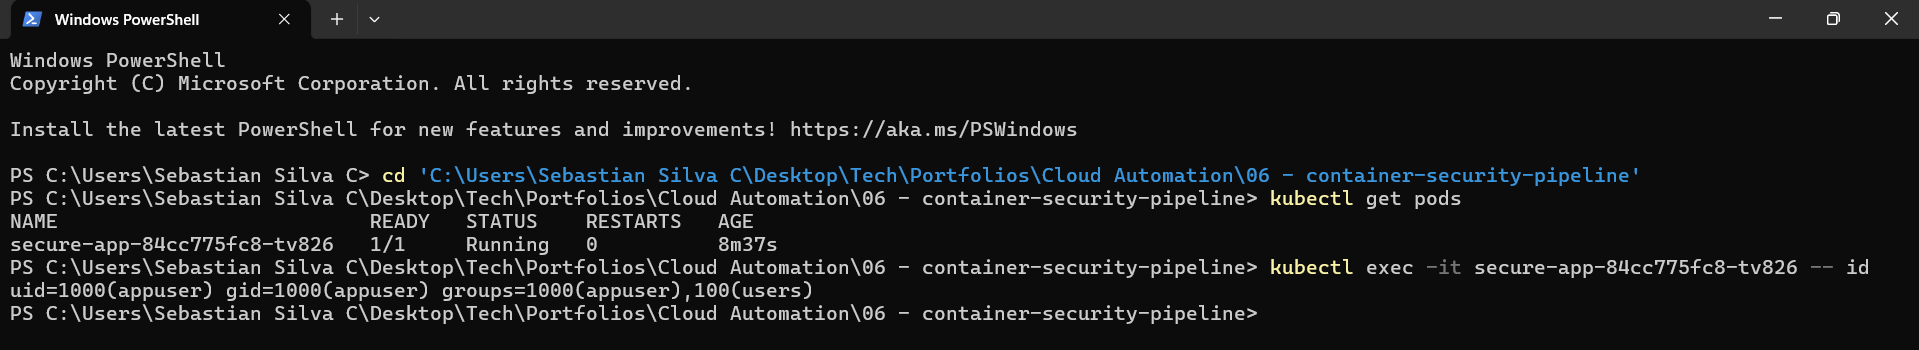 Windows PowerShell
Windows PowerShell
Copyright (C) Microsoft Corporation. All rights reserved.
Install the latest PowerShell for new features and improvements! https://aka.ms/PSWindows
PS C:\Users\Sebastian Silva C> cd 'C:\Users\Sebastian Silva C\Desktop\Tech\Portfolios\Cloud Automation\06 - container-security-pipeline'
PS C:\Users\Sebastian Silva C\Desktop\Tech\Portfolios\Cloud Automation\06 - container-security-pipeline> kubectl get pods
NAME                          READY   STATUS    RESTARTS   AGE
secure-app-84cc775fc8-tv826   1/1     Running   0          8m37s
PS C:\Users\Sebastian Silva C\Desktop\Tech\Portfolios\Cloud Automation\06 - container-security-pipeline> kubectl exec -it secure-app-84cc775fc8-tv826 -- id
uid=1000(appuser) gid=1000(appuser) groups=1000(appuser),100(users)
PS C:\Users\Sebastian Silva C\Desktop\Tech\Portfolios\Cloud Automation\06 - container-security-pipeline>